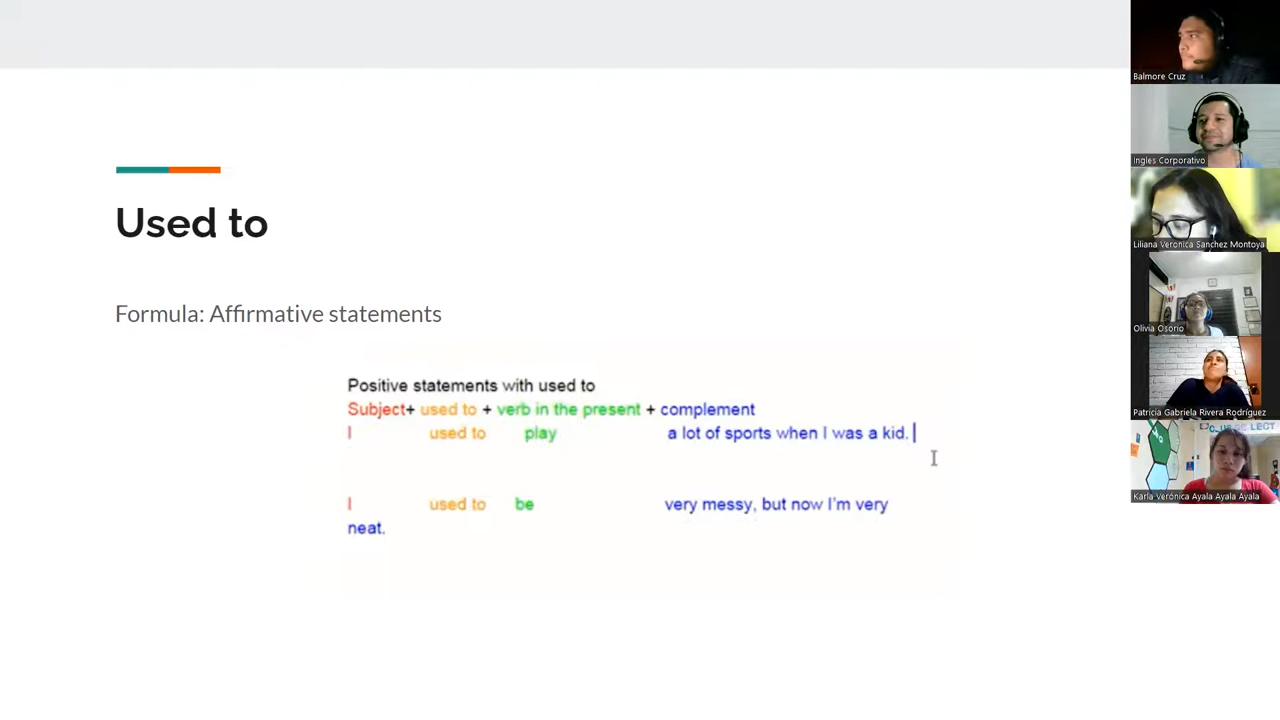 Used to
Formula: Affirmative statements
Positive statements with used to
Subject+ used to + verb in the present + complement
I used to play a lot of sports when I was a kid.
I used to be very messy, but now I'm very
neat.
Balmore Cruz
Ingles Corporativo
Liliana Veronica Sanchez Montoya
Olivia Osorio
Patricia Gabriela Rivera Rodríguez
Karla Verónica Ayala Ayala Ayala